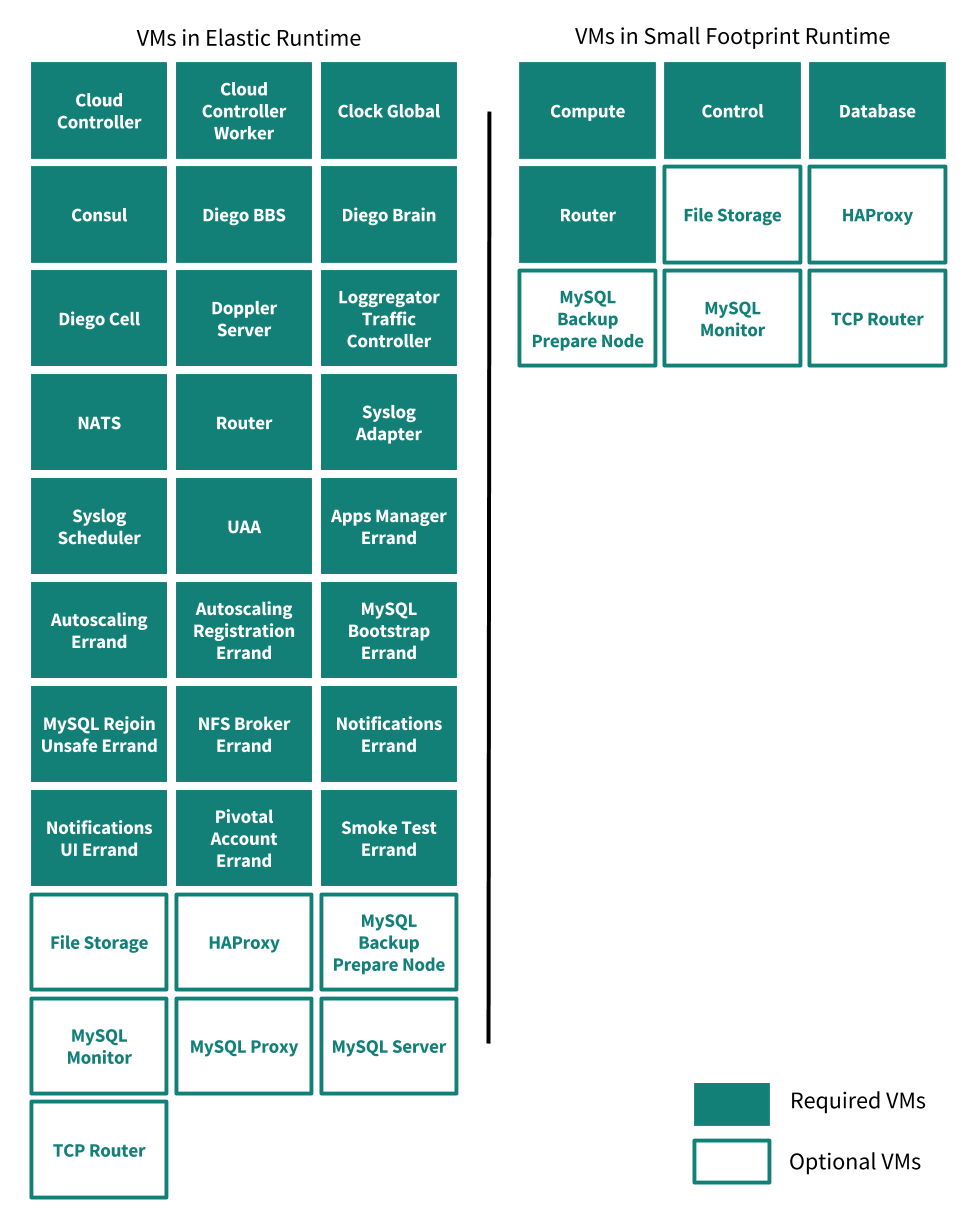 VMs in Elastic Runtime
Cloud
Controller
Cloud
Controller
Worker
Clock Global
Consul
Diego BBS
Diego Brain
Diego Cell
Doppler
Server
Loggregator
Traffic
Controller
NATS
Router
Syslog
Adapter
Syslog
Scheduler
UAA
Apps Manager
Errand
Autoscaling
Errand
Autoscaling
Registration
Errand
MySQL
Bootstrap
Errand
MySQL Rejoin
Unsafe Errand
NFS Broker
Errand
Notifications
Errand
Notifications
UI Errand
Pivotal
Account
Errand
Smoke Test
Errand
File Storage
HAProxy
MySQL
Backup
Prepare Node
MySQL
Monitor
MySQL Proxy
MySQL Server
TCP Router
VMs in Small Footprint Runtime
Compute
Control
Database
Router
File Storage
HAProxy
MySQL
Backup
Prepare Node
MySQL
Monitor
TCP Router
Required VMs
Optional VMs